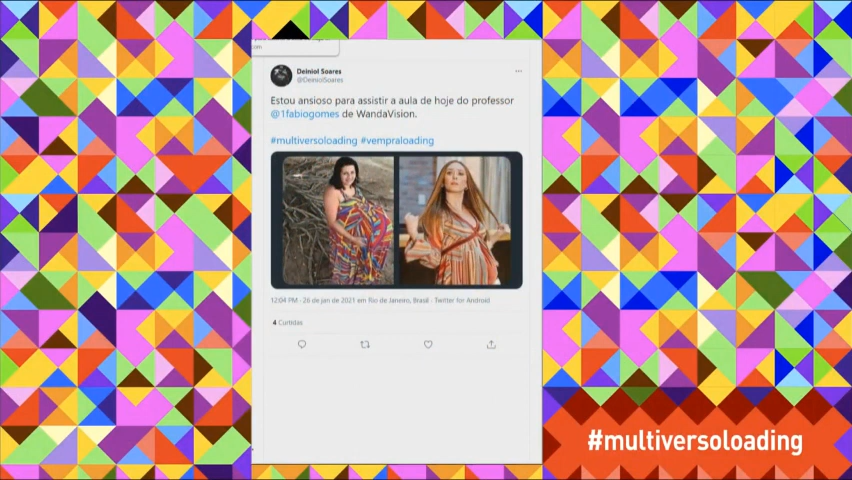 .com
Deiniol Soares
@DeiniolSoares
Estou ansioso para assistir a aula de hoje do professor
@1fabiogomes de WandaVision.
#multiversoloading #vempraloading
12:04 PM · 26 de jan de 2021 em Rio de Janeiro, Brasil · Twitter for Android
4 Curtidas
#multiversoloading